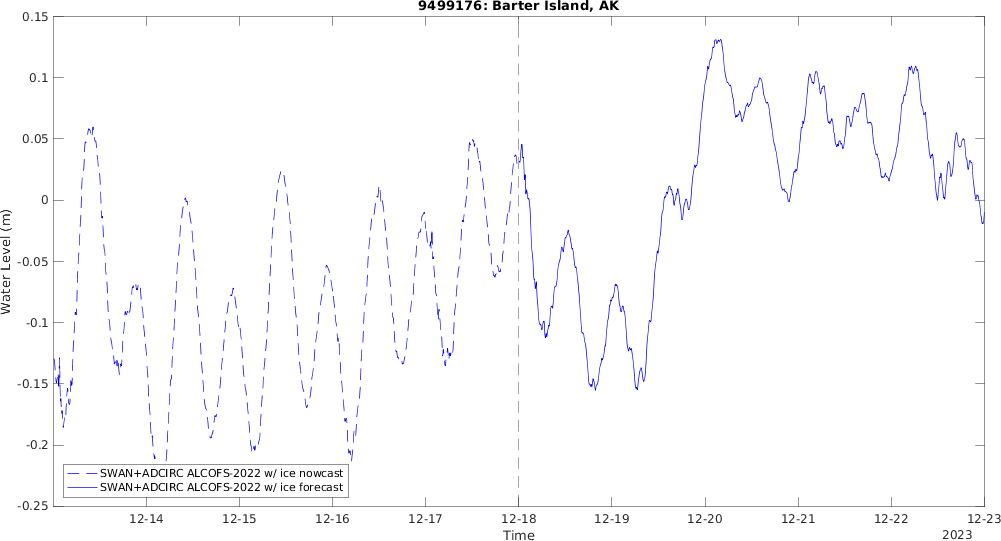 9499176: Barter Island, AK
Water Level (m)
0.15
0.1
0.05
0
-0.05
-0.1
-0.15
-0.2
-0.25
SWAN+ADCIRC ALCOFS-2022 w/ ice nowcast
SWAN+ADCIRC ALCOFS-2022 w/ ice forecast
12-14 12-15 12-16 12-17 12-18 12-19 12-20 12-21 12-22 12-23
Time
2023